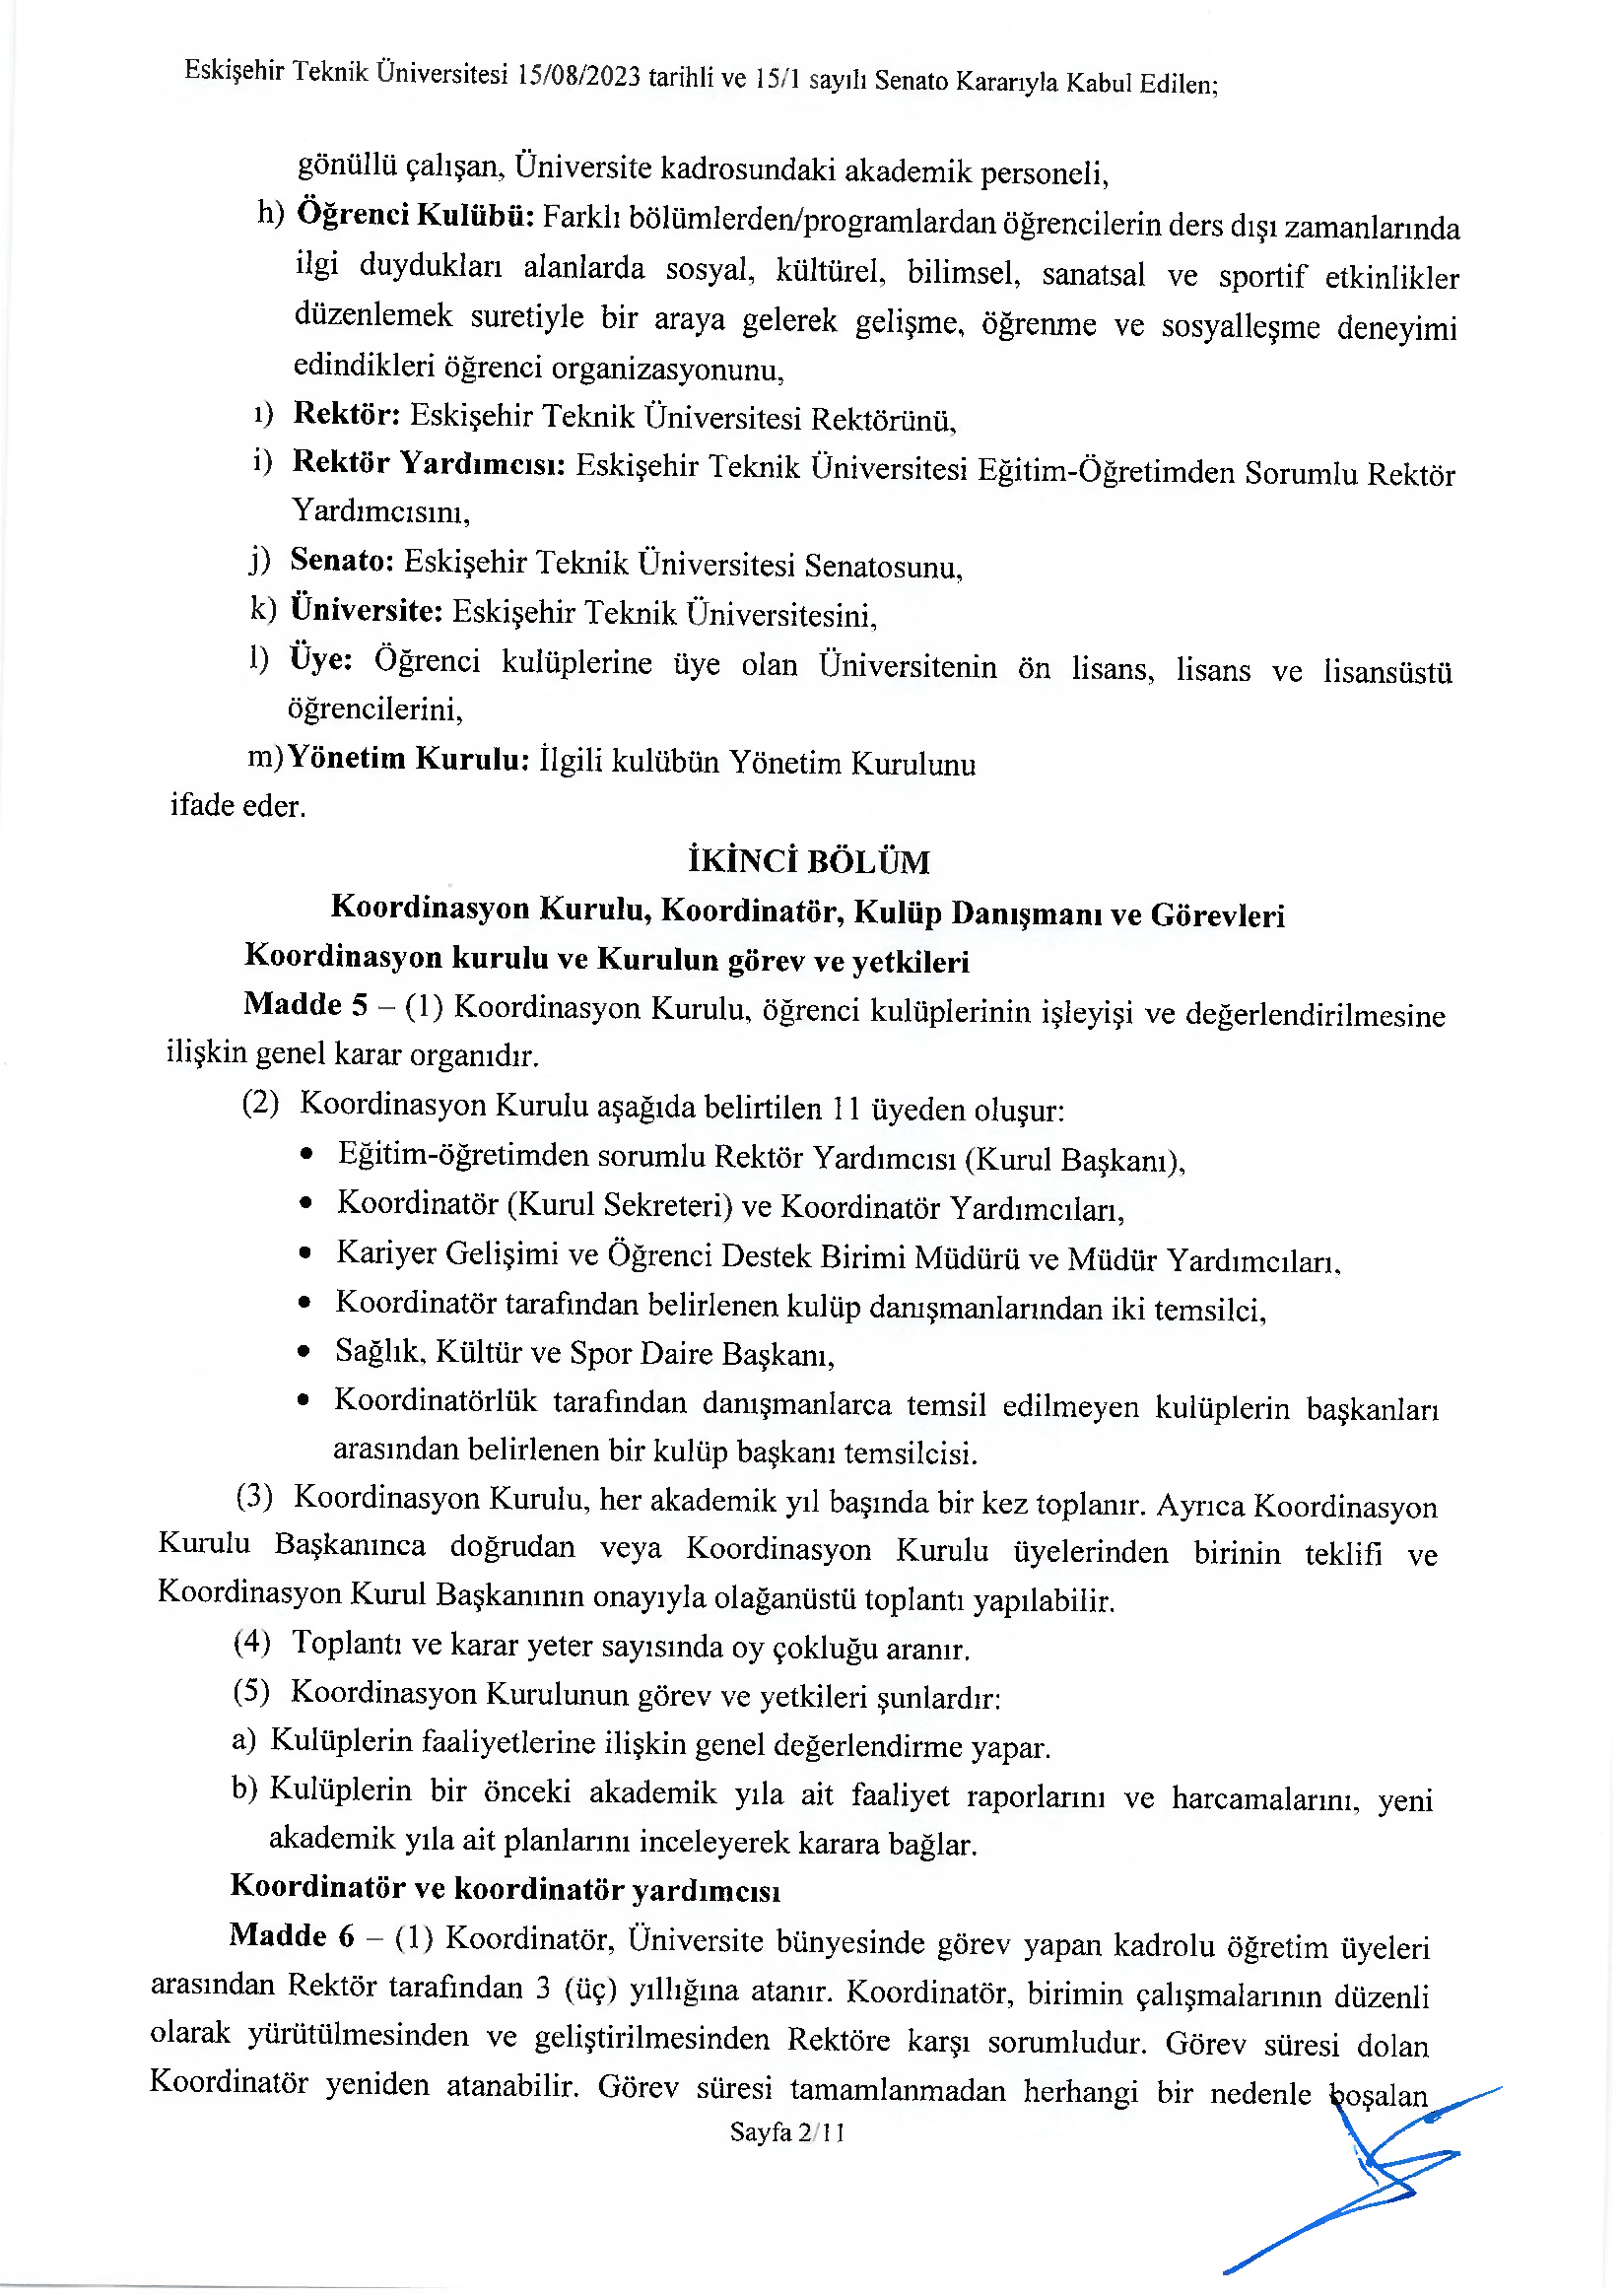 Eskişehir Teknik Üniversitesi 15/08/2023 tarihli ve 15/1 sayılı Senato Kararıyla Kabul Edilen;
gönüllü çalışan, Üniversite kadrosundaki akademik personeli,
h) Öğrenci Kulübü: Farklı bölümlerden/programlardan öğrencilerin ders dışı zamanlarında
ilgi duydukları alanlarda sosyal, kültürel, bilimsel, sanatsal ve sportif etkinlikler
düzenlemek suretiyle bir araya gelerek gelişme, öğrenme ve sosyalleşme deneyimi
edindikleri öğrenci organizasyonunu,
ı) Rektör: Eskişehir Teknik Üniversitesi Rektörünü,
i) Rektör Yardımcısı: Eskişehir Teknik Üniversitesi Eğitim-Öğretimden Sorumlu Rektör
Yardımcısını,
j) Senato: Eskişehir Teknik Üniversitesi Senatosunu,
k) Üniversite: Eskişehir Teknik Üniversitesini,
l) Üye: Öğrenci kulüplerine üye olan Üniversitenin ön lisans, lisans ve lisansüstü
öğrencilerini,
m) Yönetim Kurulu: İlgili kulübün Yönetim Kurulunu
ifade eder.
İKİNCİ BÖLÜM
Koordinasyon Kurulu, Koordinatör, Kulüp Danışmanı ve Görevleri
Koordinasyon kurulu ve Kurulun görev ve yetkileri
Madde 5 – (1) Koordinasyon Kurulu, öğrenci kulüplerinin işleyişi ve değerlendirilmesine
ilişkin genel karar organıdır.
(2) Koordinasyon Kurulu aşağıda belirtilen 11 üyeden oluşur:
• Eğitim-öğretimden sorumlu Rektör Yardımcısı (Kurul Başkanı),
• Koordinatör (Kurul Sekreteri) ve Koordinatör Yardımcıları,
• Kariyer Gelişimi ve Öğrenci Destek Birimi Müdürü ve Müdür Yardımcıları,
• Koordinatör tarafından belirlenen kulüp danışmanlarından iki temsilci,
• Sağlık, Kültür ve Spor Daire Başkanı,
• Koordinatörlük tarafından danışmanlarca temsil edilmeyen kulüplerin başkanları
arasından belirlenen bir kulüp başkanı temsilcisi.
(3) Koordinasyon Kurulu, her akademik yıl başında bir kez toplanır. Ayrıca Koordinasyon
Kurulu Başkanınca doğrudan veya Koordinasyon Kurulu üyelerinden birinin teklifi ve
Koordinasyon Kurul Başkanının onayıyla olağanüstü toplantı yapılabilir.
(4) Toplantı ve karar yeter sayısında oy çokluğu aranır.
(5) Koordinasyon Kurulunun görev ve yetkileri şunlardır:
a) Kulüplerin faaliyetlerine ilişkin genel değerlendirme yapar.
b) Kulüplerin bir önceki akademik yıla ait faaliyet raporlarını ve harcamalarını, yeni
akademik yıla ait planlarını inceleyerek karara bağlar.
Koordinatör ve koordinatör yardımcısı
Madde 6 – (1) Koordinatör, Üniversite bünyesinde görev yapan kadrolu öğretim üyeleri
arasından Rektör tarafından 3 (üç) yıllığına atanır. Koordinatör, birimin çalışmalarının düzenli
olarak yürütülmesinden ve geliştirilmesinden Rektöre karşı sorumludur. Görev süresi dolan
Koordinatör yeniden atanabilir. Görev süresi tamamlanmadan herhangi bir nedenle boşalan
Sayfa 2/11